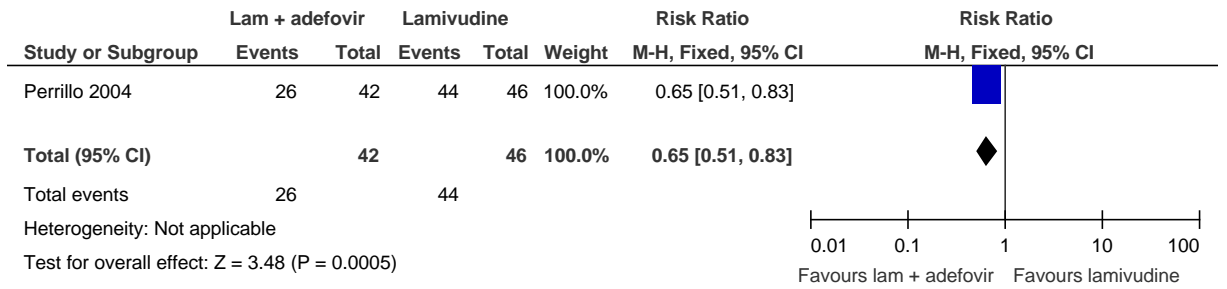 Lam + adefovir Lamivudine Risk Ratio Risk Ratio
Study or Subgroup Events Total Events Total Weight M-H, Fixed, 95% CI M-H, Fixed, 95% CI
Perrillo 2004 26 42 44 46 100.0% 0.65 [0.51, 0.83]
Total (95% CI) 42 46 100.0% 0.65 [0.51, 0.83]
Total events 26 44
Heterogeneity: Not applicable
Test for overall effect: Z = 3.48 (P = 0.0005)
0.01 0.1 1 10 100
Favours lam + adefovir Favours lamivudine